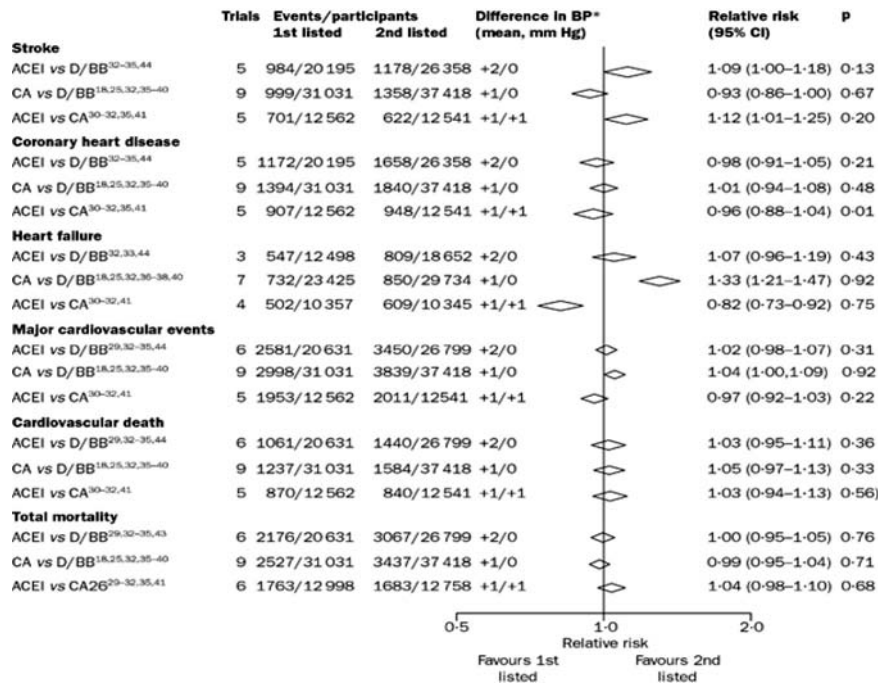 Trials Events/participants Difference in BP* Relative risk p
1st listed 2nd listed (mean, mm Hg) (95% CI)
Stroke
ACEI vs D/BB32–35,44 5 984/20 195 1178/26 358 +2/0 1·09 (1·00–1·18) 0·13
CA vs D/BB18,25,32,35–40 9 999/31 031 1358/37 418 +1/0 0·93 (0·86–1·00) 0·67
ACEI vs CA30–32,35,41 5 701/12 562 622/12 541 +1/+1 1·12 (1·01–1·25) 0·20
Coronary heart disease
ACEI vs D/BB32–35,44 5 1172/20 195 1658/26 358 +2/0 0·98 (0·91–1·05) 0·21
CA vs D/BB18,25,32,35–40 9 1394/31 031 1840/37 418 +1/0 1·01 (0·94–1·08) 0·48
ACEI vs CA30–32,35,41 5 907/12 562 948/12 541 +1/+1 0·96 (0·88–1·04) 0·01
Heart failure
ACEI vs D/BB32,33,44 3 547/12 498 809/18 652 +2/0 1·07 (0·96–1·19) 0·43
CA vs D/BB18,25,32,36–38,40 7 732/23 425 850/29 734 +1/0 1·33 (1·21–1·47) 0·92
ACEI vs CA30–32,41 4 502/10 357 609/10 345 +1/+1 0·82 (0·73–0·92) 0·75
Major cardiovascular events
ACEI vs D/BB29,32–35,44 6 2581/20 631 3450/26 799 +2/0 1·02 (0·98–1·07) 0·31
CA vs D/BB18,25,32,35–40 9 2998/31 031 3839/37 418 +1/0 1·04 (1·00,1·09) 0·92
ACEI vs CA30–32,41 5 1953/12 562 2011/12541 +1/+1 0·97 (0·92–1·03) 0·22
Cardiovascular death
ACEI vs D/BB29,32–35,44 6 1061/20 631 1440/26 799 +2/0 1·03 (0·95–1·11) 0·36
CA vs D/BB18,25,32,35–40 9 1237/31 031 1584/37 418 +1/0 1·05 (0·97–1·13) 0·33
ACEI vs CA30–32,41 5 870/12 562 840/12 541 +1/+1 1·03 (0·94–1·13) 0·56)
Total mortality
ACEI vs D/BB29,32–35,43 6 2176/20 631 3067/26 799 +2/0 1·00 (0·95–1·05) 0·76
CA vs D/BB18,25,32,35–40 9 2527/31 031 3437/37 418 +1/0 0·99 (0·95–1·04) 0·71
ACEI vs CA2629–32,35,41 6 1763/12 998 1683/12 758 +1/+1 1·04 (0·98–1·10) 0·68
0·5 1·0 2·0
Relative risk
Favours 1st Favours 2nd
listed listed